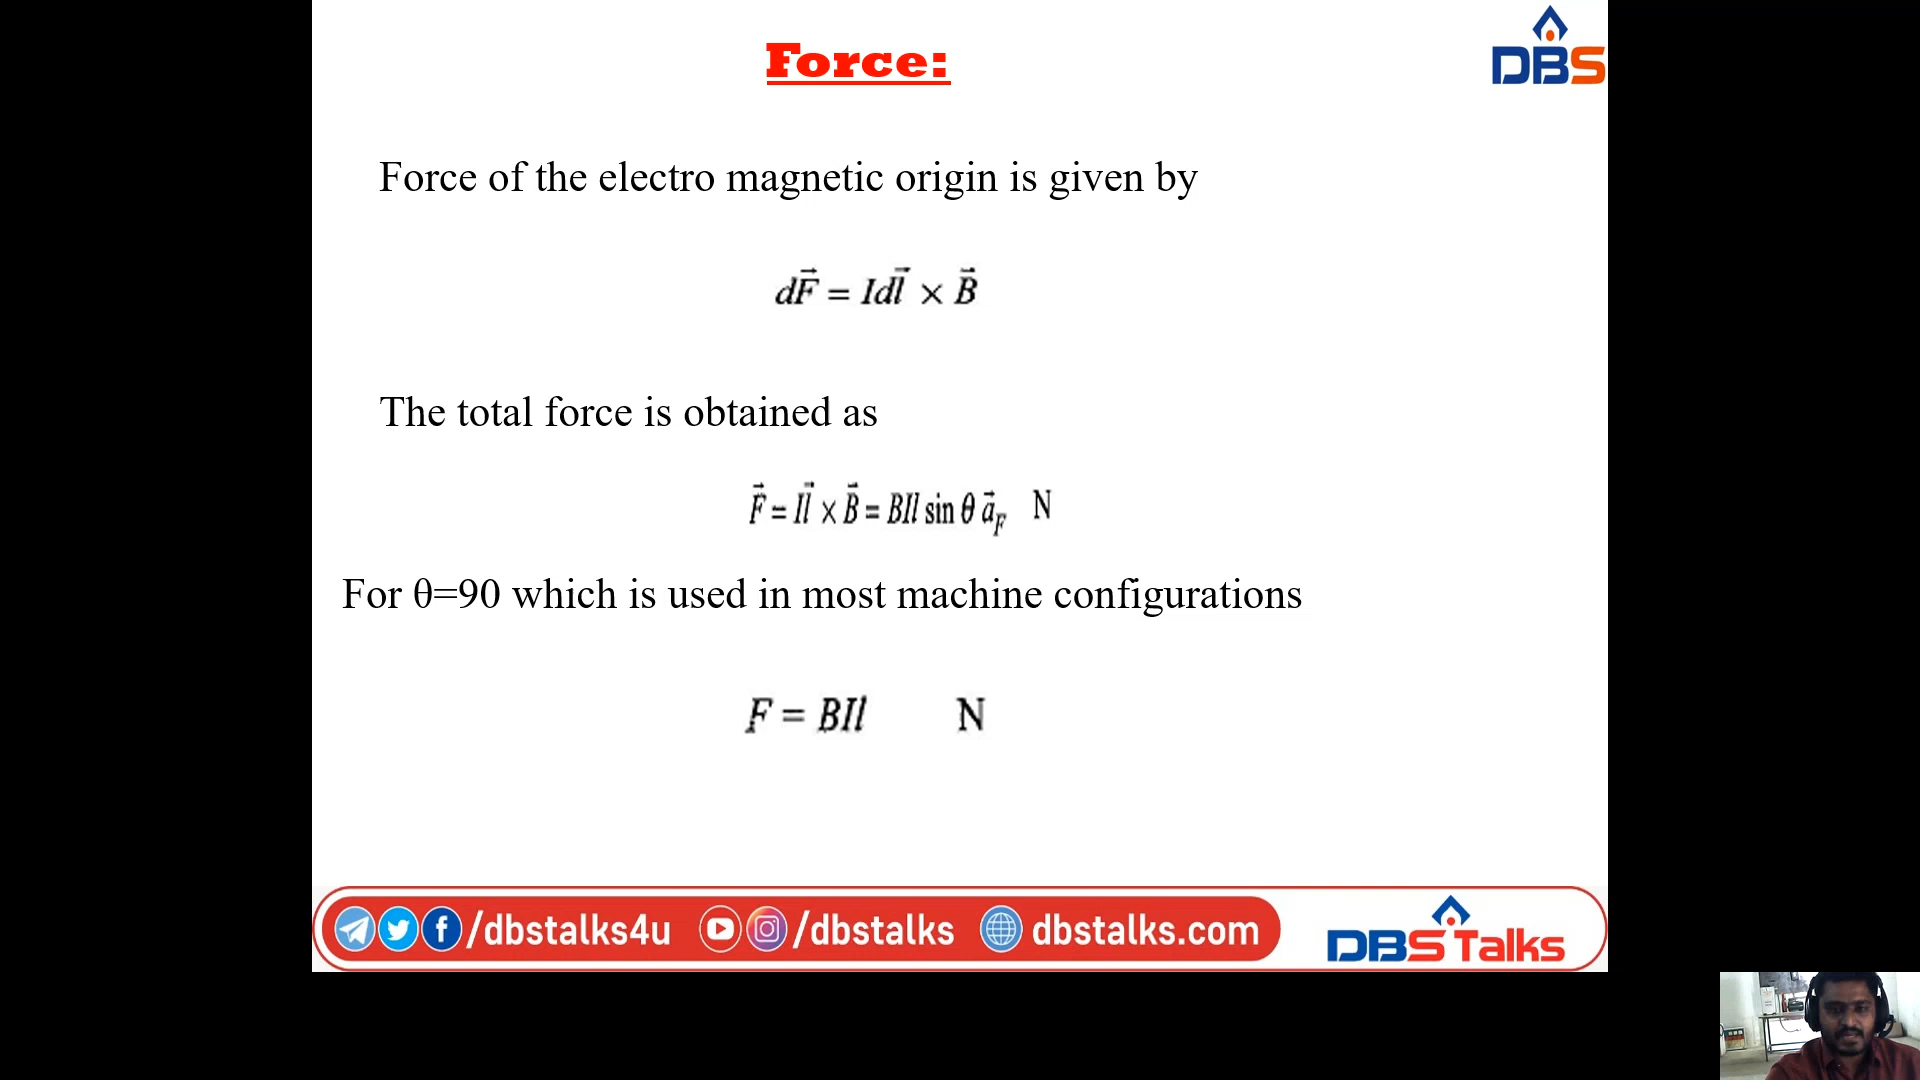 Force:
DBS
Force of the electro magnetic origin is given by
dF⃗ = Idl⃗ × B⃗
The total force is obtained as
F⃗ = Il⃗ × B⃗ = BIl sin θ a⃗_F N
For θ=90 which is used in most machine configurations
F = BIl N
/dbstalks4u /dbstalks dbstalks.com DBS Talks